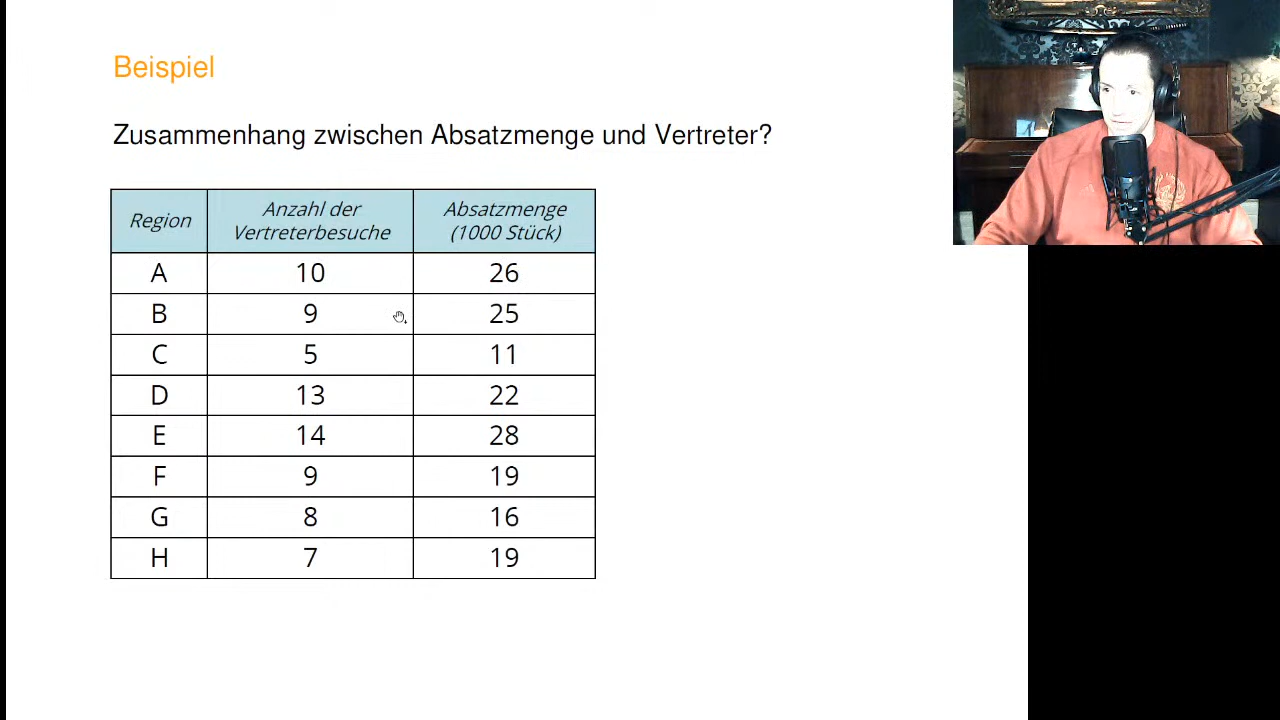 Beispiel
Zusammenhang zwischen Absatzmenge und Vertreter?
Region Anzahl der Vertreterbesuche Absatzmenge (1000 Stück)
A 10 26
B 9 25
C 5 11
D 13 22
E 14 28
F 9 19
G 8 16
H 7 19